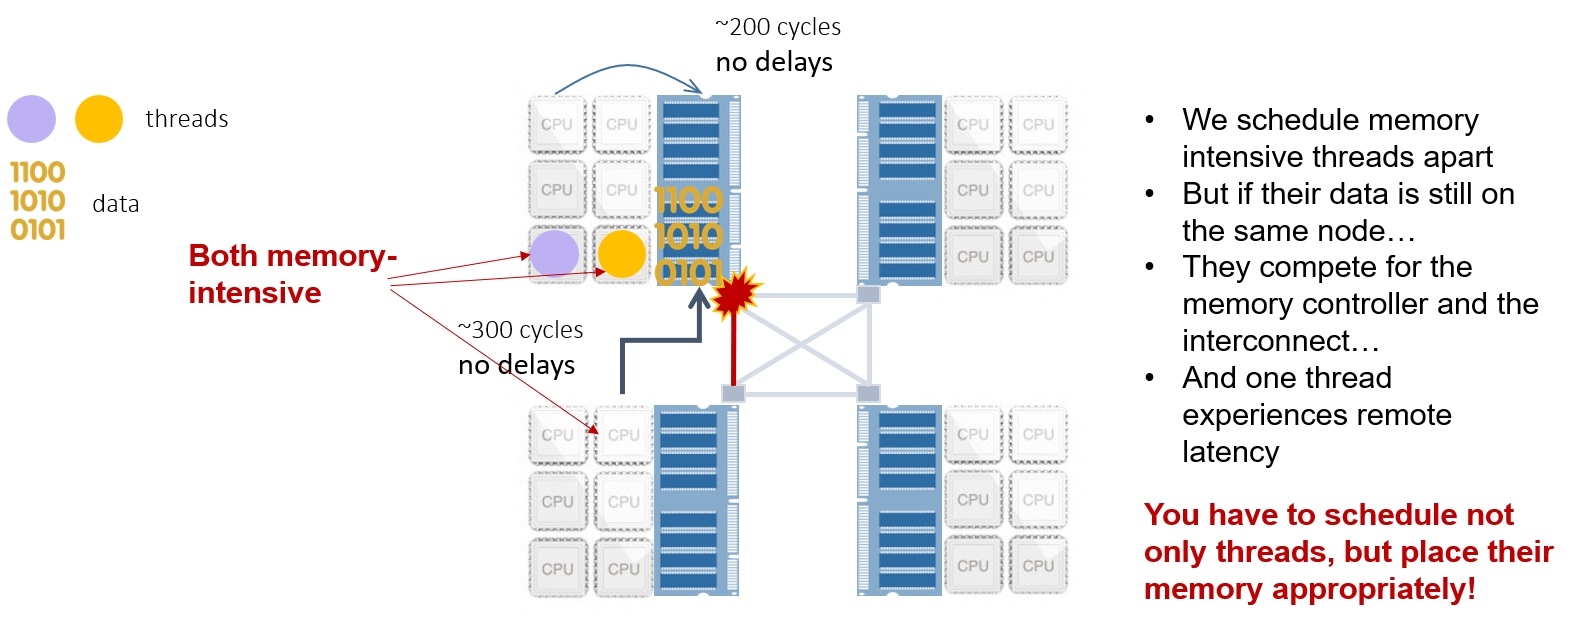 ~200 cycles
no delays
threads
1100
1010
0101
data
CPU CPU
CPU CPU
CPU CPU
CPU CPU
CPU
1100
1010
0101
Both memory-
intensive
~300 cycles
no delays
CPU CPU
CPU CPU
CPU CPU
CPU CPU
CPU CPU
CPU CPU
• We schedule memory
intensive threads apart
• But if their data is still on
the same node…
• They compete for the
memory controller and the
interconnect…
• And one thread
experiences remote
latency
You have to schedule not
only threads, but place their
memory appropriately!